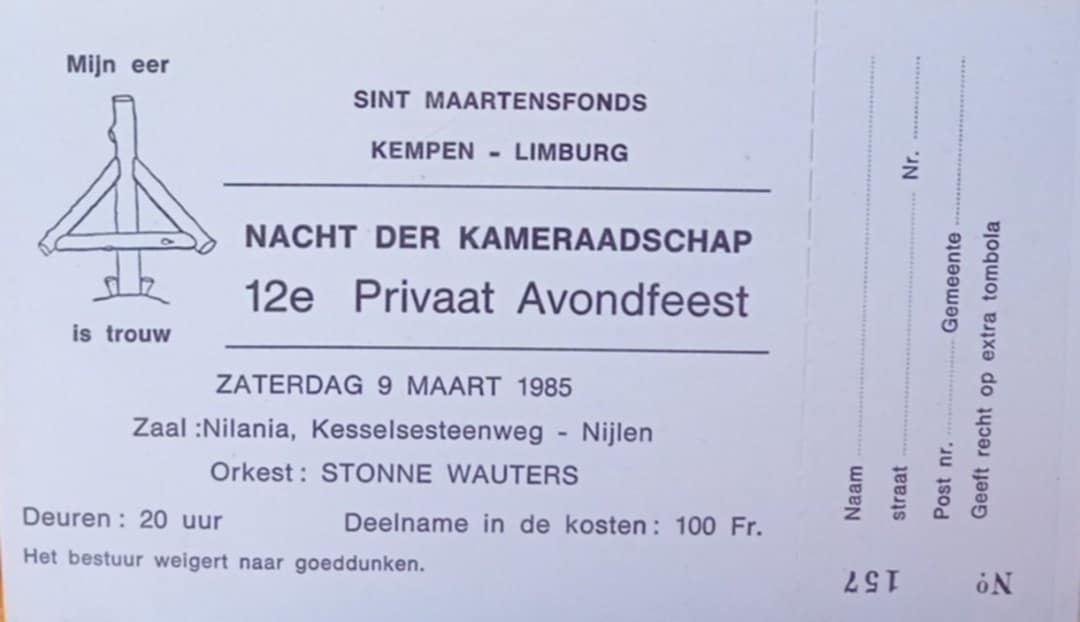 Mijn eer
is trouw
SINT MAARTENSFONDS
KEMPEN - LIMBURG
NACHT DER KAMERAADSCHAP
12e Privaat Avondfeest
ZATERDAG 9 MAART 1985
Zaal :Nilania, Kesselsesteenweg - Nijlen
Orkest : STONNE WAUTERS
Deuren : 20 uur
Deelname in de kosten : 100 Fr.
Het bestuur weigert naar goeddunken.
Naam
straat Nr.
Post nr. Gemeente
Geeft recht op extra tombola
No 157